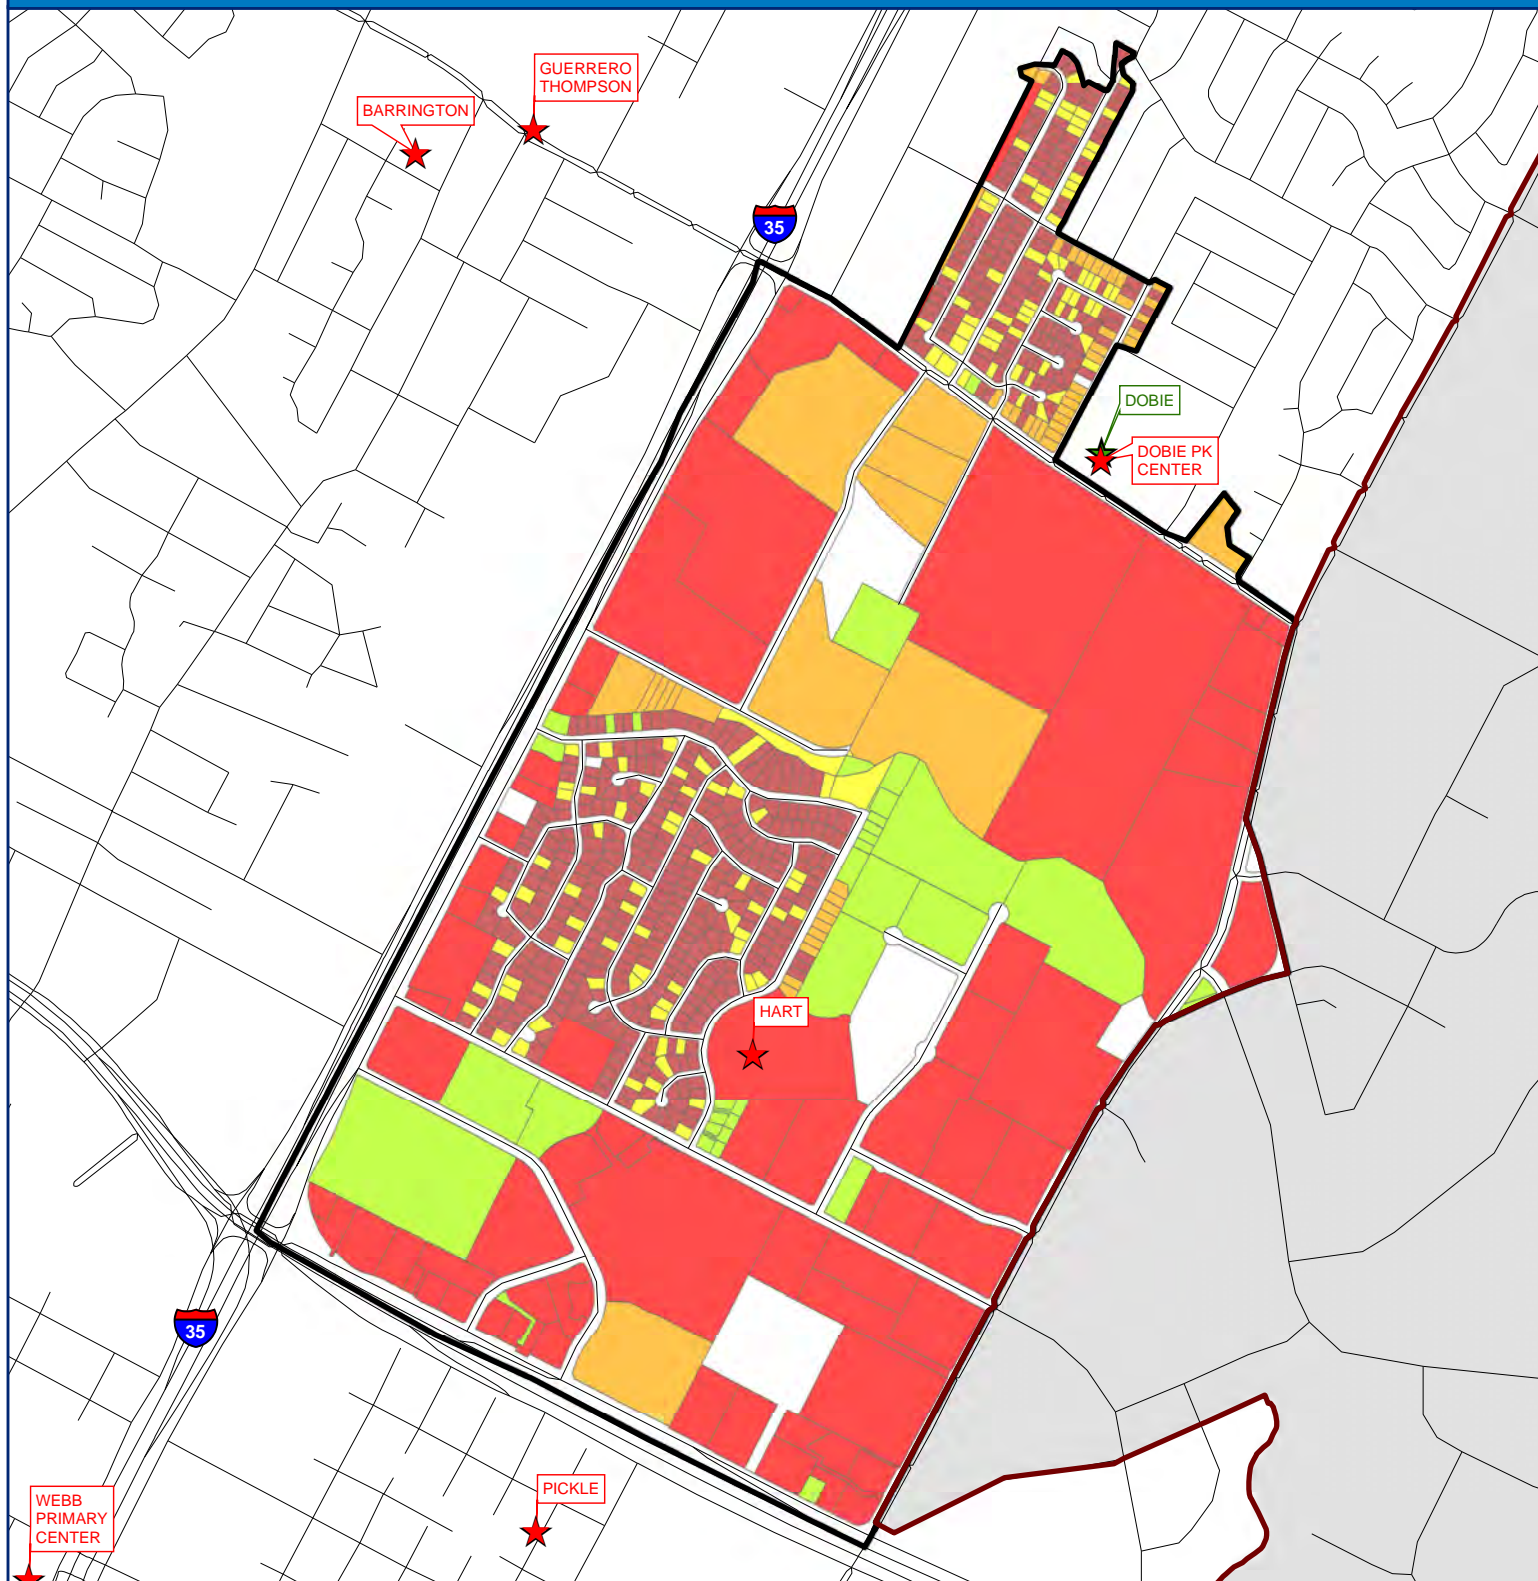 GUERRERO
THOMPSON
BARRINGTON
35
DOBIE
DOBIE PK
CENTER
HART
35
WEBB
PRIMARY
CENTER
PICKLE